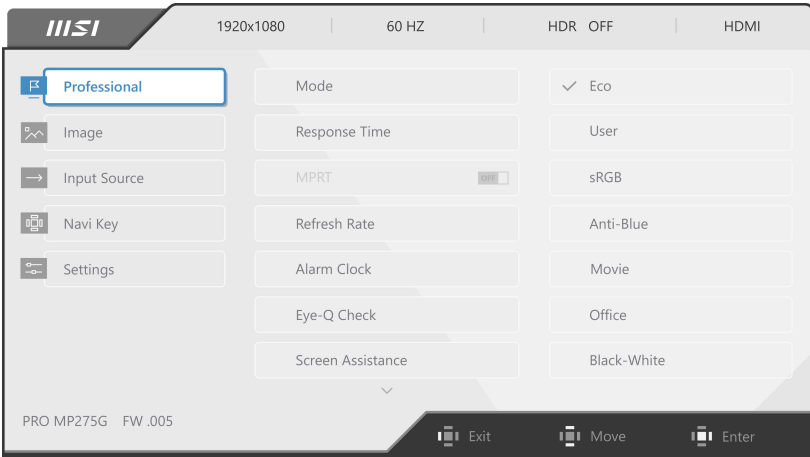 msi 1920x1080 60 HZ HDR OFF HDMI
Professional Mode Eco
Image Response Time User
Input Source MPRT OFF sRGB
Navi Key Refresh Rate Anti-Blue
Settings Alarm Clock Movie
Eye-Q Check Office
Screen Assistance Black-White
PRO MP275G FW .005
Exit Move Enter